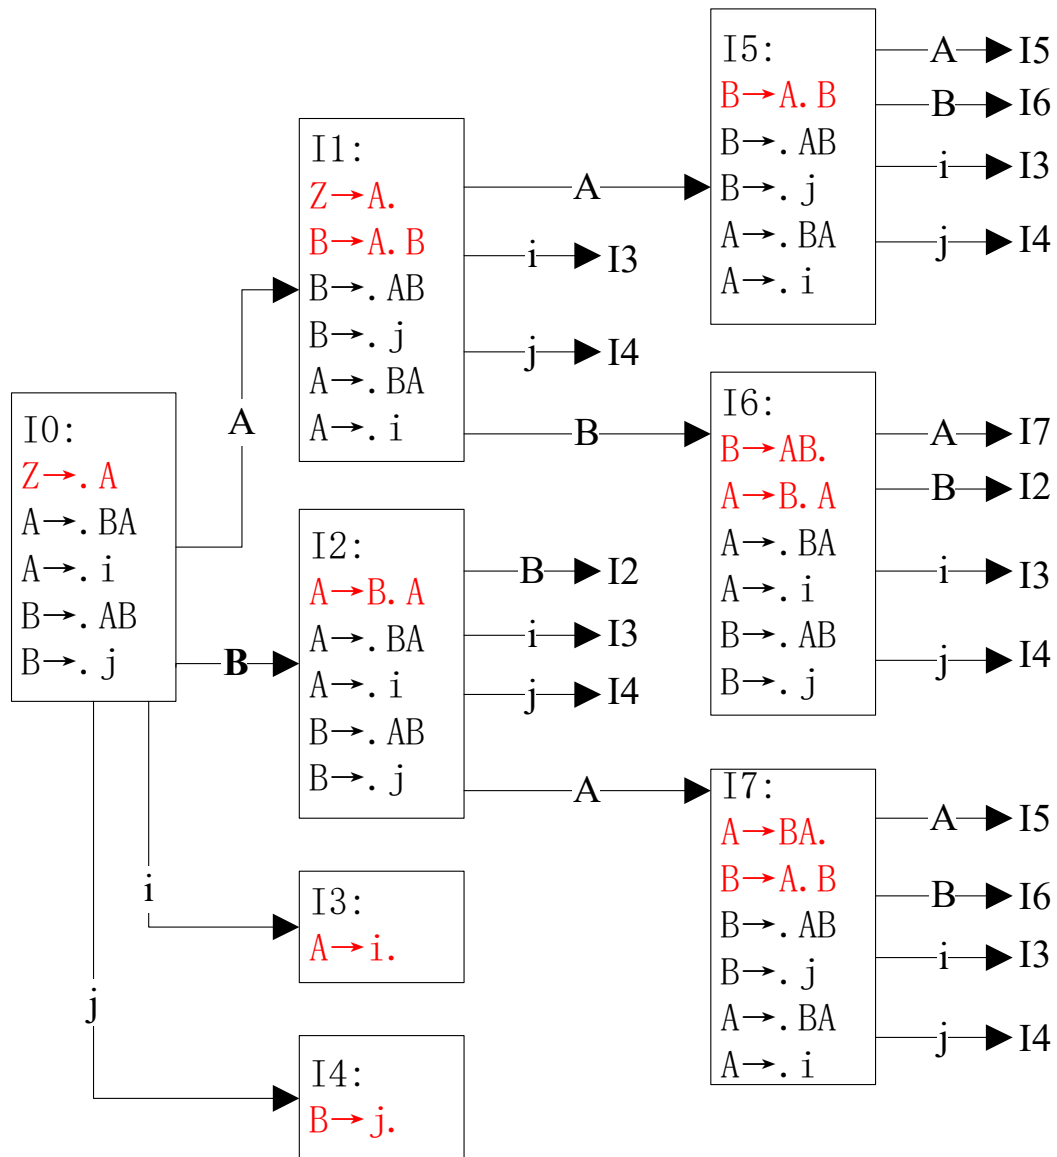 I0:
Z→.A
A→.BA
A→.i
B→.AB
B→.j
A
B
i
j
I1:
Z→A.
B→A.B
B→.AB
B→.j
A→.BA
A→.i
A
i I3
j I4
B
I2:
A→B.A
A→.BA
A→.i
B→.AB
B→.j
B I2
i I3
j I4
A
I3:
A→i.
I4:
B→j.
I5:
B→A.B
B→.AB
B→.j
A→.BA
A→.i
A I5
B I6
i I3
j I4
I6:
B→AB.
A→B.A
A→.BA
A→.i
B→.AB
B→.j
A I7
B I2
i I3
j I4
I7:
A→BA.
B→A.B
B→.AB
B→.j
A→.BA
A→.i
A I5
B I6
i I3
j I4